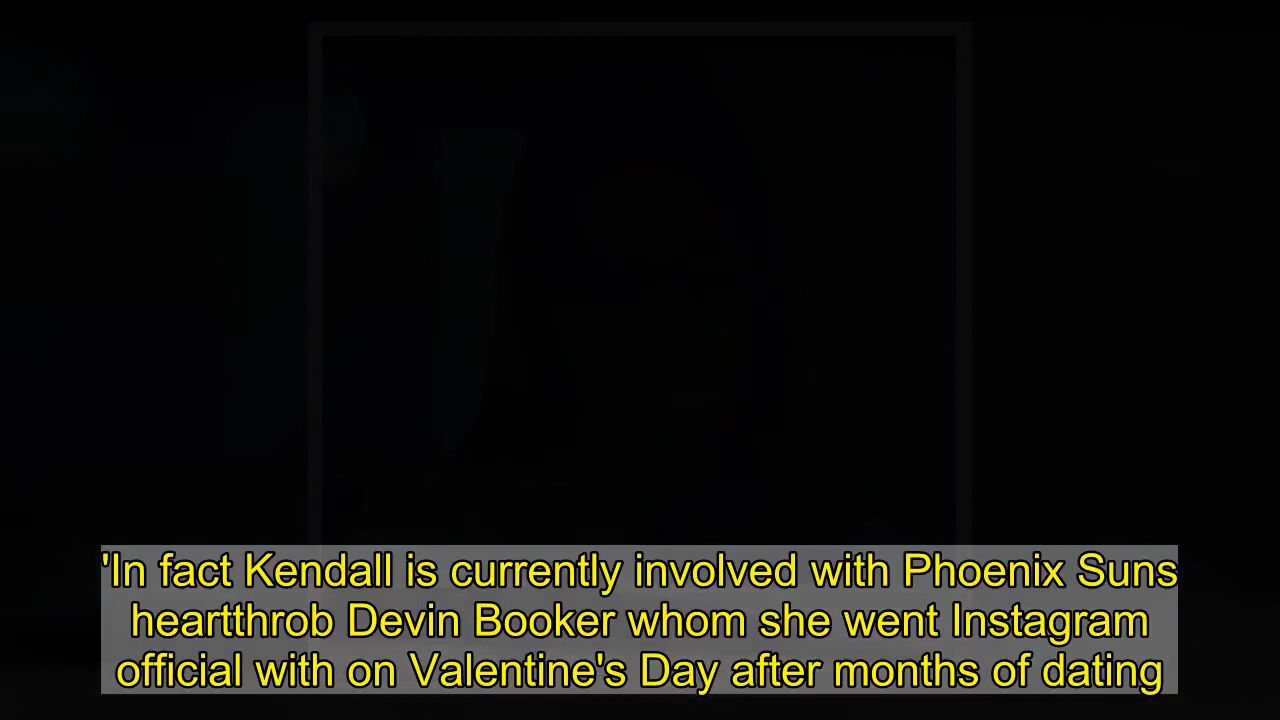 'In fact Kendall is currently involved with Phoenix Suns
heartthrob Devin Booker whom she went Instagram
official with on Valentine's Day after months of dating